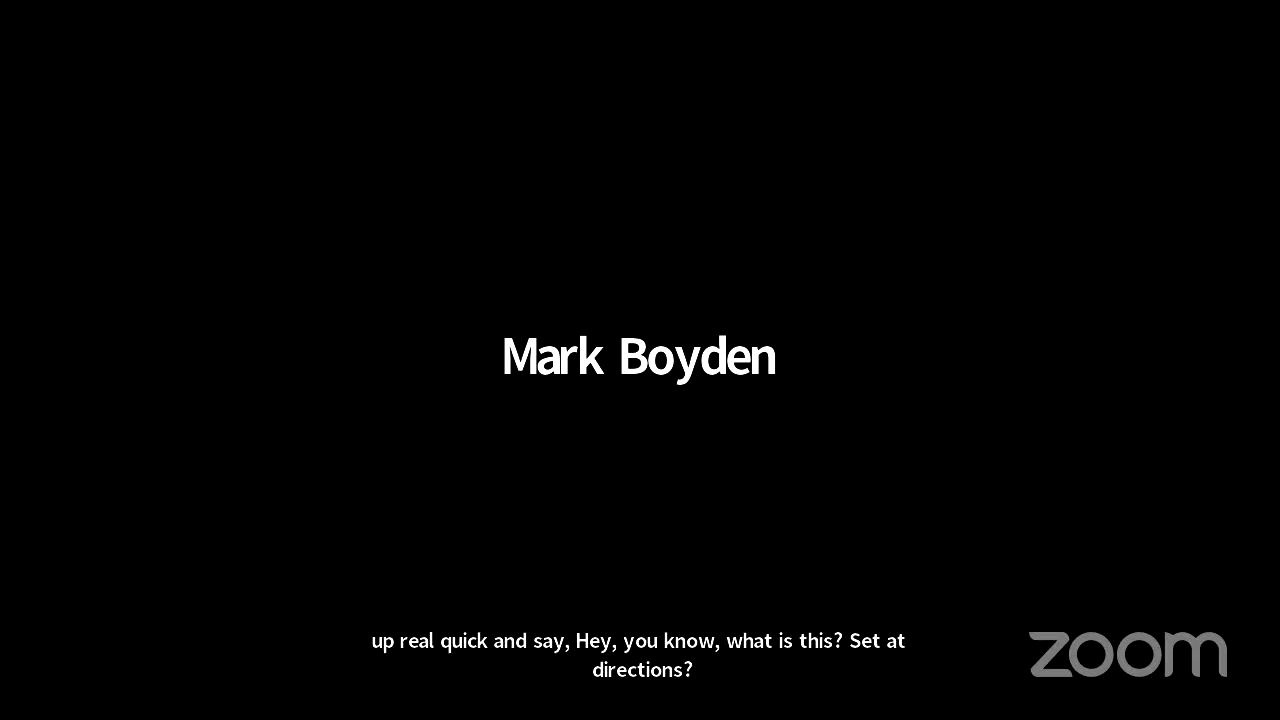 Mark Boyden
up real quick and say, Hey, you know, what is this? Set at
directions?
zoom